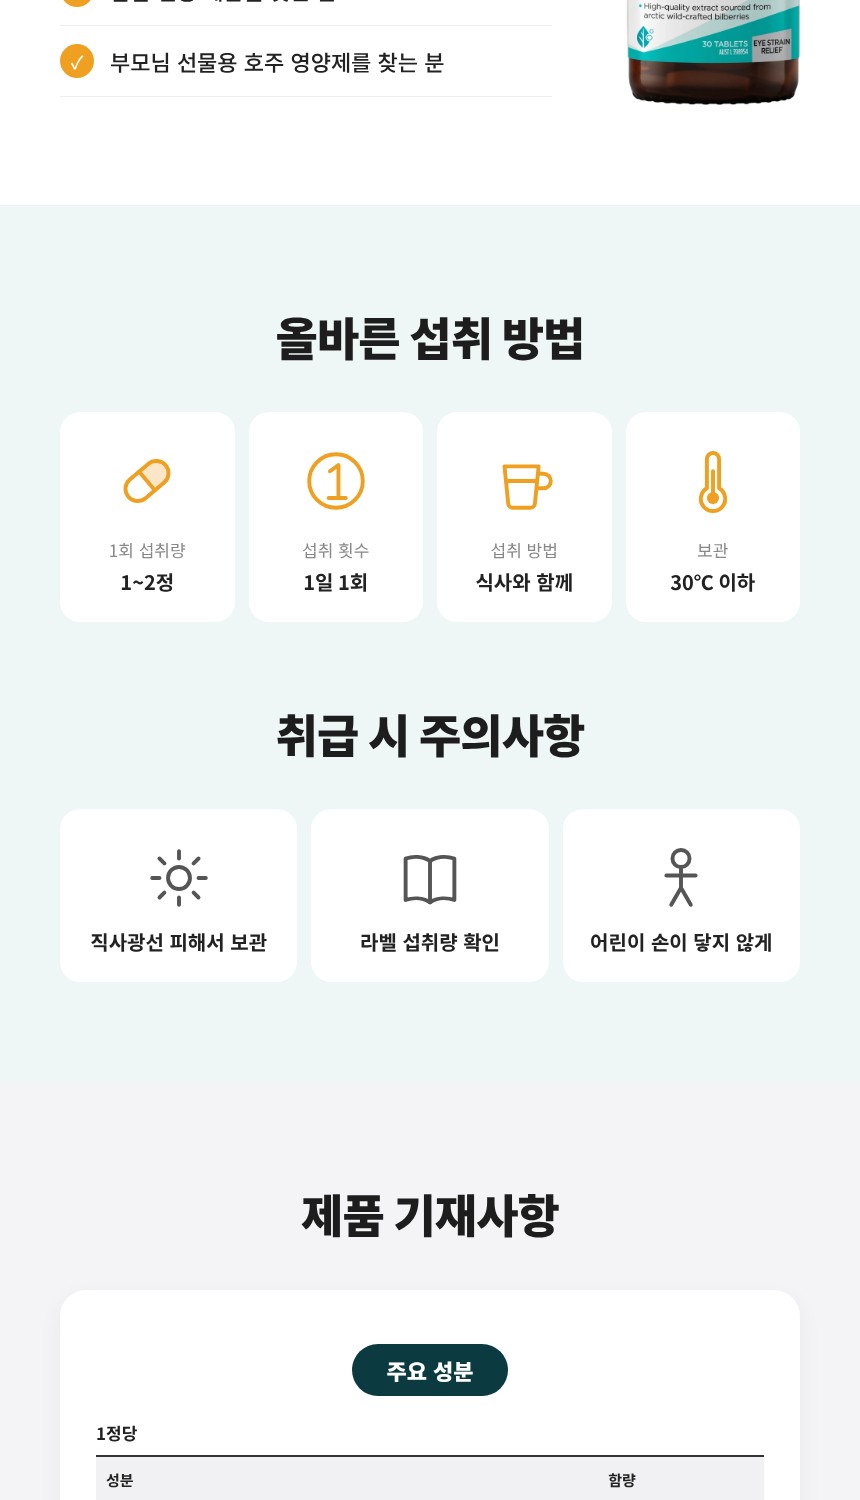 부모님 선물용 호주 영양제를 찾는 분
• High-quality extract sourced from
arctic wild-crafted bilberries
30 TABLETS
EYE STRAIN
RELIEF
올바른 섭취 방법
1
1회 섭취량
섭취 횟수
섭취 방법
보관
1~2정
1일 1회
식사와 함께
30℃ 이하
취급 시 주의사항
직사광선 피해서 보관
라벨 섭취량 확인
어린이 손이 닿지 않게
제품 기재사항
주요 성분
1정당
성분
함량